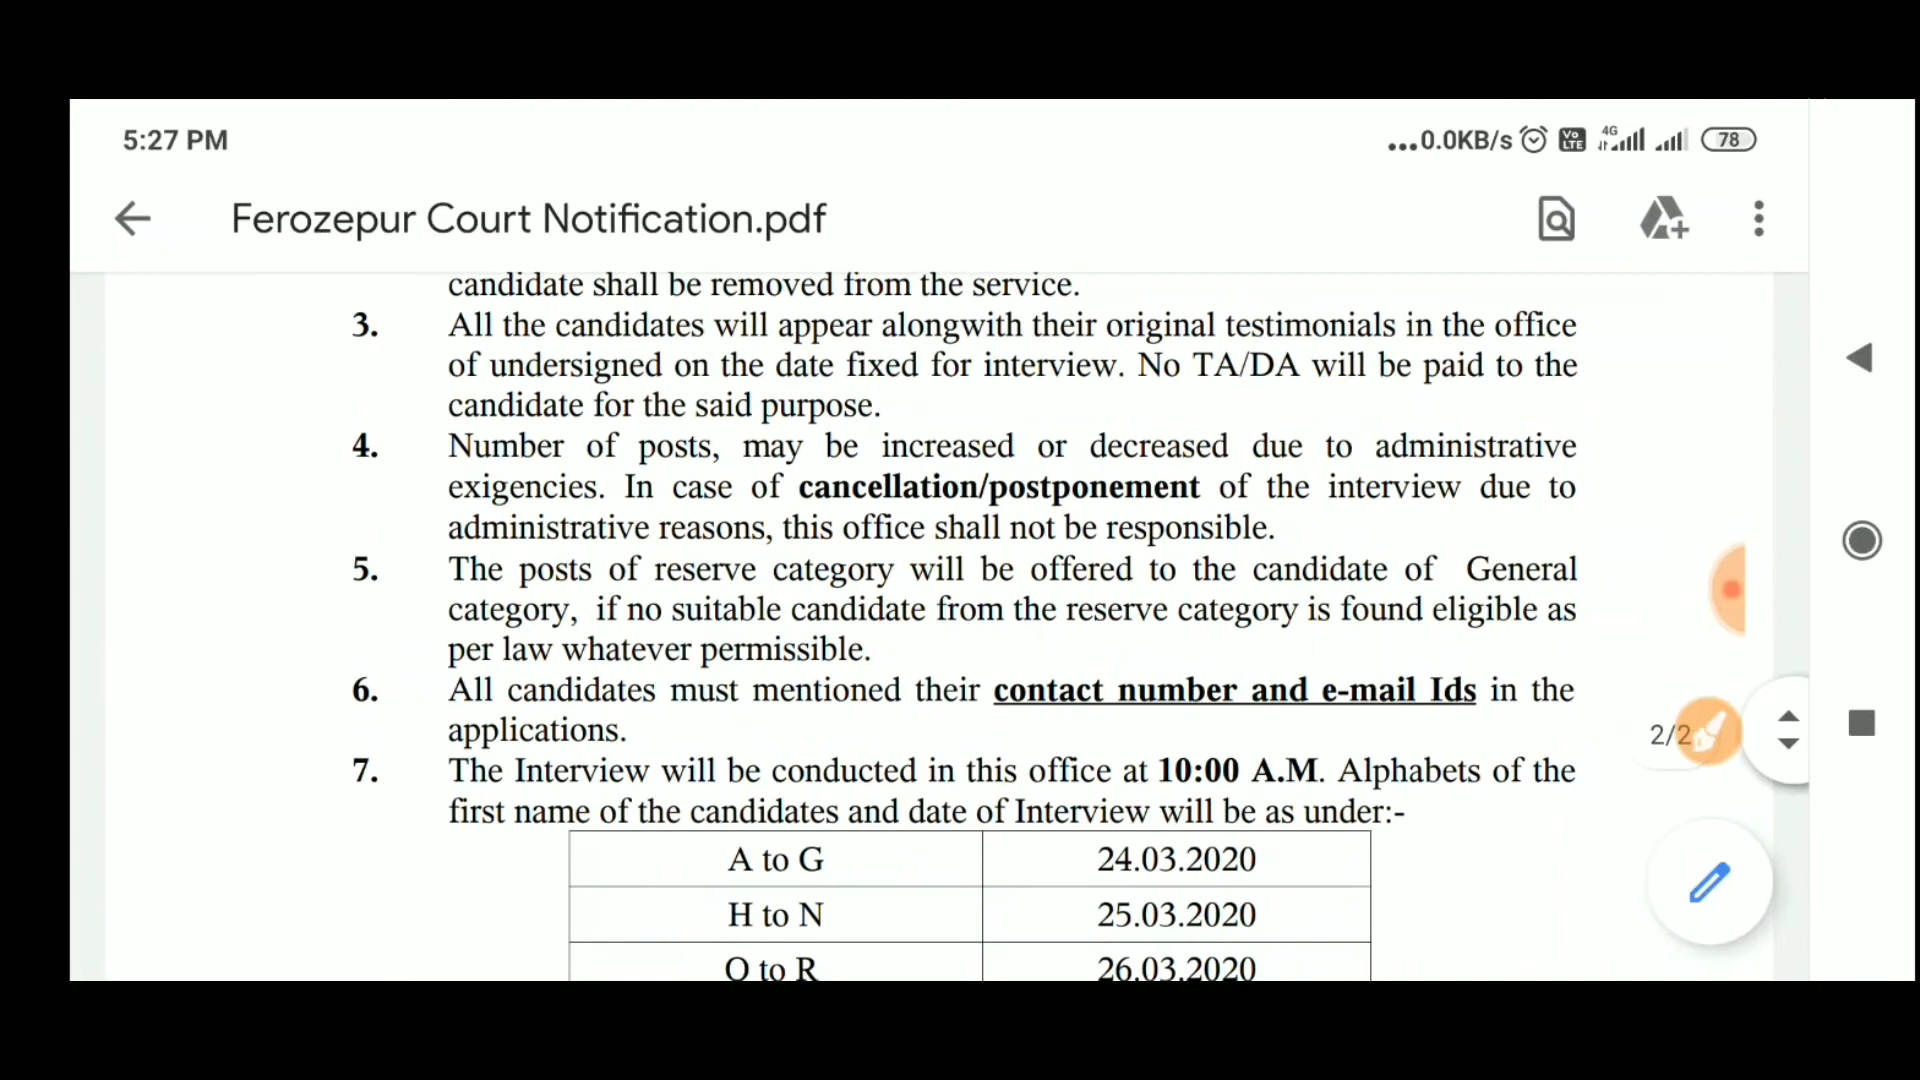 5:27 PM
...0.0KB/s Vo LTE 4G 78
Ferozepur Court Notification.pdf
candidate shall be removed from the service.
3. All the candidates will appear alongwith their original testimonials in the office
of undersigned on the date fixed for interview. No TA/DA will be paid to the
candidate for the said purpose.
4. Number of posts, may be increased or decreased due to administrative
exigencies. In case of cancellation/postponement of the interview due to
administrative reasons, this office shall not be responsible.
5. The posts of reserve category will be offered to the candidate of General
category, if no suitable candidate from the reserve category is found eligible as
per law whatever permissible.
6. All candidates must mentioned their contact number and e-mail Ids in the
applications.
2/2
7. The Interview will be conducted in this office at 10:00 A.M. Alphabets of the
first name of the candidates and date of Interview will be as under:-
A to G 24.03.2020
H to N 25.03.2020
O to R 26.03.2020